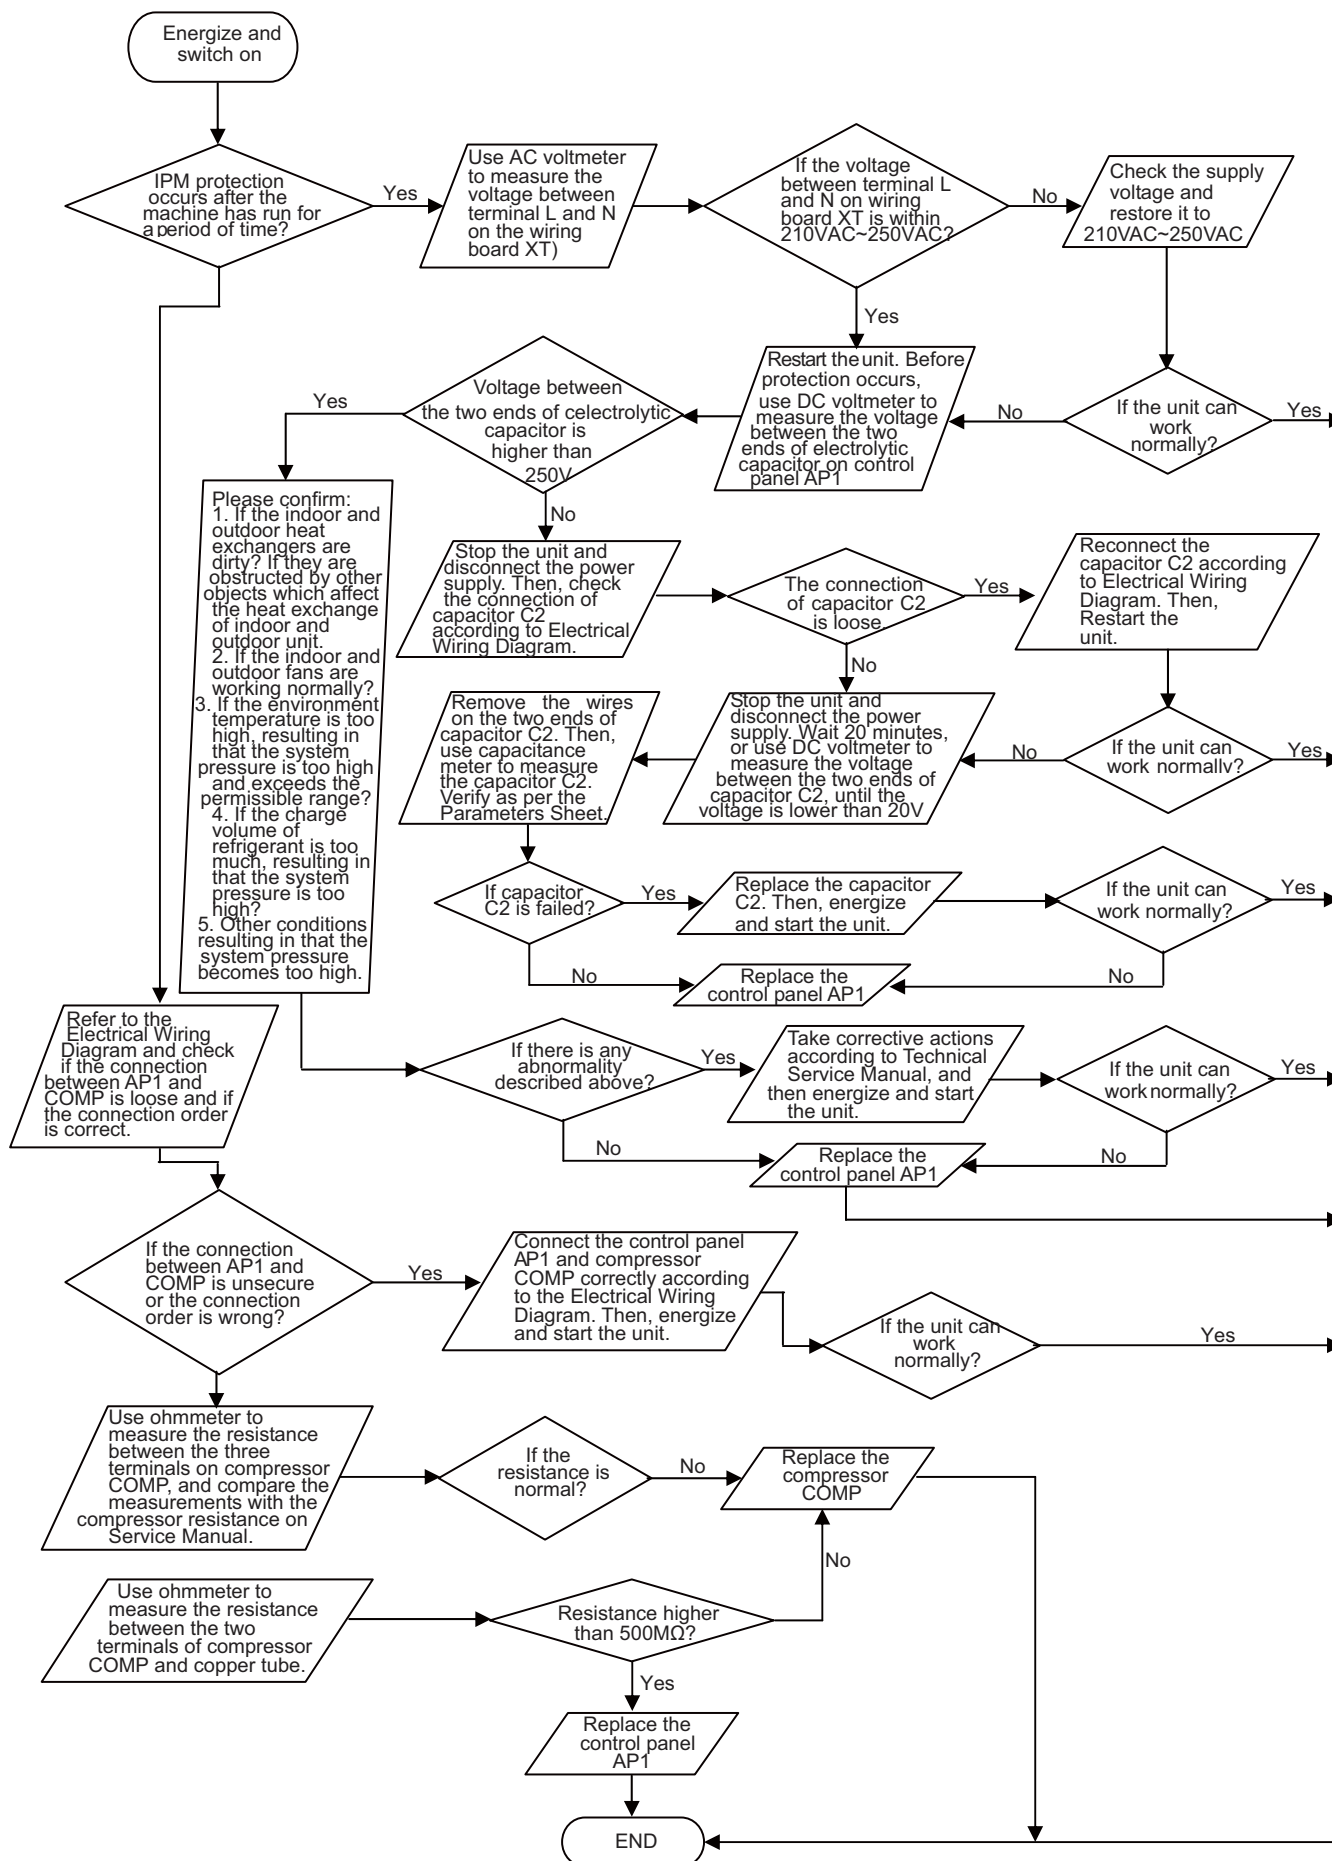 Energize and
switch on
IPM protection
occurs after the
machine has run for
a period of time?
Yes
Use AC voltmeter
to measure the
voltage between
terminal L and N
on the wiring
board XT)
If the voltage
between terminal L
and N on wiring
board XT is within
210VAC~250VAC?
No
Check the supply
voltage and
restore it to
210VAC~250VAC
Yes
Voltage between
the two ends of celectrolytic
capacitor is
higher than
250V
Yes
Restart the unit. Before
protection occurs,
use DC voltmeter to
measure the voltage
between the two
ends of electrolytic
capacitor on control
panel AP1
No
If the unit can
work
normally?
Yes
Please confirm:
1. If the indoor and
outdoor heat
exchangers are
dirty? If they are
obstructed by other
objects which affect
the heat exchange
of indoor and
outdoor unit.
2. If the indoor and
outdoor fans are
working normally?
3. If the environment
temperature is too
high, resulting in
that the system
pressure is too high
and exceeds the
permissible range?
4. If the charge
volume of
refrigerant is too
much, resulting in
that the system
pressure is too
high?
5. Other conditions
resulting in that the
system pressure
becomes too high.
No
Stop the unit and
disconnect the power
supply. Then, check
the connection of
capacitor C2
according to Electrical
Wiring Diagram.
The connection
of capacitor C2
is loose.
Yes
Reconnect the
capacitor C2 according
to Electrical Wiring
Diagram. Then,
Restart the
unit.
No
Remove the wires
on the two ends of
capacitor C2. Then,
use capacitance
meter to measure
the capacitor C2.
Verify as per the
Parameters Sheet.
Stop the unit and
disconnect the power
supply. Wait 20 minutes,
or use DC voltmeter to
measure the voltage
between the two ends of
capacitor C2, until the
voltage is lower than 20V
No
If the unit can
work normally?
Yes
If capacitor
C2 is failed?
Yes
Replace the capacitor
C2. Then, energize
and start the unit.
If the unit can
work normally?
Yes
No
Replace the
control panel AP1
No
Refer to the
Electrical Wiring
Diagram and check
if the connection
between AP1 and
COMP is loose and if
the connection order
is correct.
If there is any
abnormality
described above?
Yes
Take corrective actions
according to Technical
Service Manual, and
then energize and start
the unit.
If the unit can
work normally?
Yes
No
Replace the
control panel AP1
No
If the connection
between AP1 and
COMP is unsecure
or the connection
order is wrong?
Yes
Connect the control panel
AP1 and compressor
COMP correctly according
to the Electrical Wiring
Diagram. Then, energize
and start the unit.
If the unit can
work
normally?
Yes
Use ohmmeter to
measure the resistance
between the three
terminals on compressor
COMP, and compare the
measurements with the
compressor resistance on
Service Manual.
If the
resistance is
normal?
No
Replace the
compressor
COMP
No
Use ohmmeter to
measure the resistance
between the two
terminals of compressor
COMP and copper tube.
Resistance higher
than 500MΩ?
Yes
Replace the
control panel
AP1
END